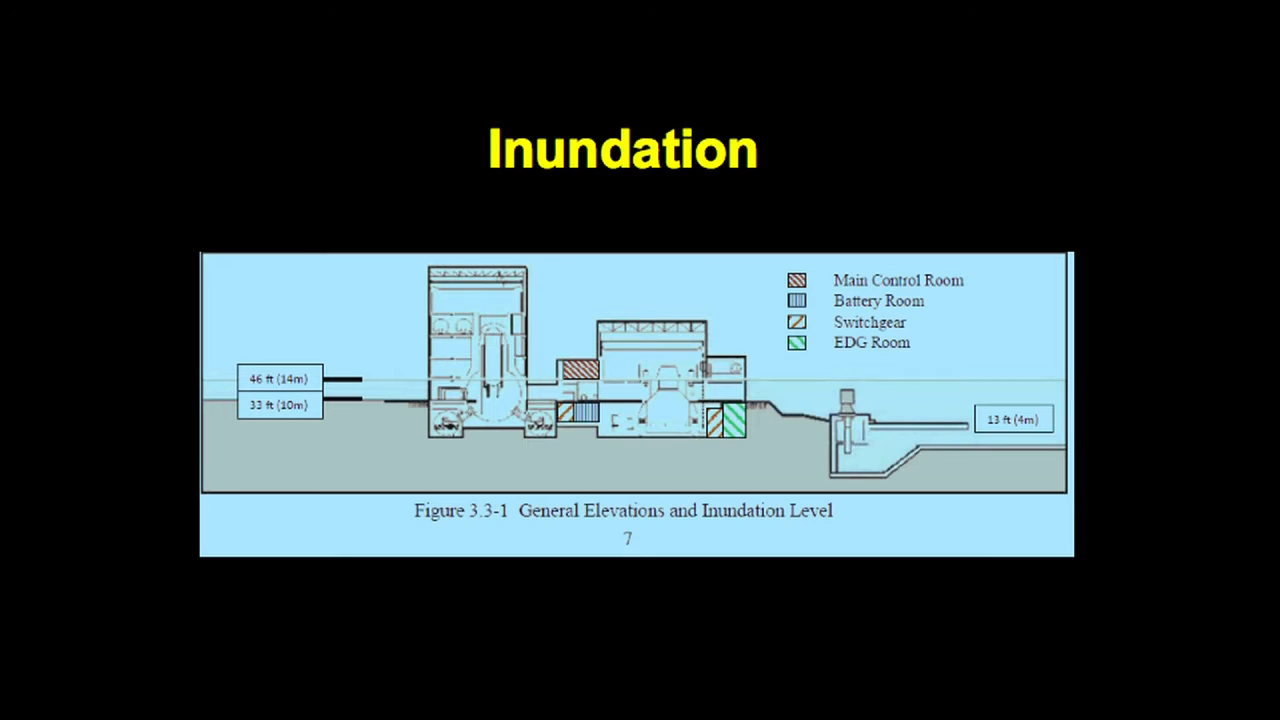 Inundation
Main Control Room
Battery Room
Switchgear
EDG Room
46 ft (14m)
33 ft (10m)
13 ft (4m)
Figure 3.3-1 General Elevations and Inundation Level
7